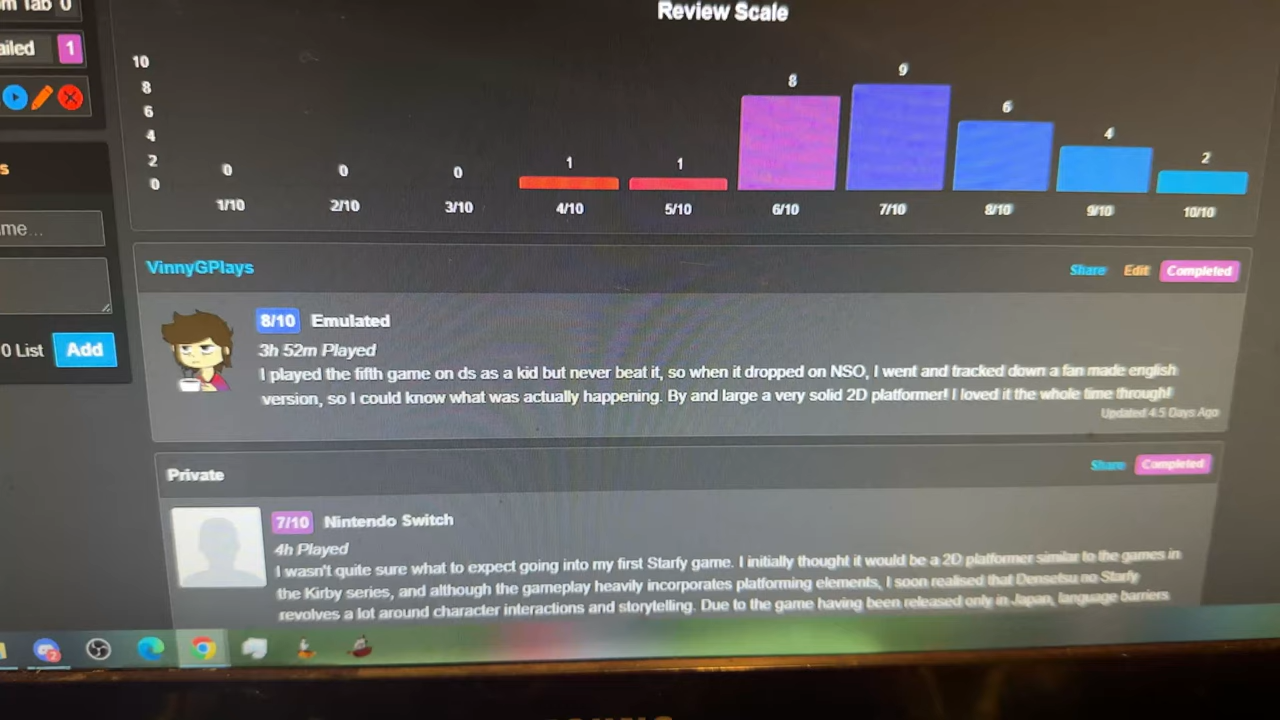 m Tab 0
Review Scale
ailed 1
10
8
6
4
2
0
0
0
0
1
1
8
9
6
4
2
1/10
2/10
3/10
4/10
5/10
6/10
7/10
8/10
9/10
10/10
s
me...
0 List Add
VinnyGPlays
Share Edit Completed
8/10 Emulated
3h 52m Played
I played the fifth game on ds as a kid but never beat it, so when it dropped on NSO, I went and tracked down a fan made english
version, so I could know what was actually happening. By and large a very solid 2D platformer! I loved it the whole time through!
Updated 4.5 Days Ago
Private
Share Completed
7/10 Nintendo Switch
4h Played
I wasn't quite sure what to expect going into my first Starfy game. I initially thought it would be a 2D platformer similar to the games in
the Kirby series, and although the gameplay heavily incorporates platforming elements, I soon realised that Densetsu no Starfy
revolves a lot around character interactions and storytelling. Due to the game having been released only in Japan, language barriers
2